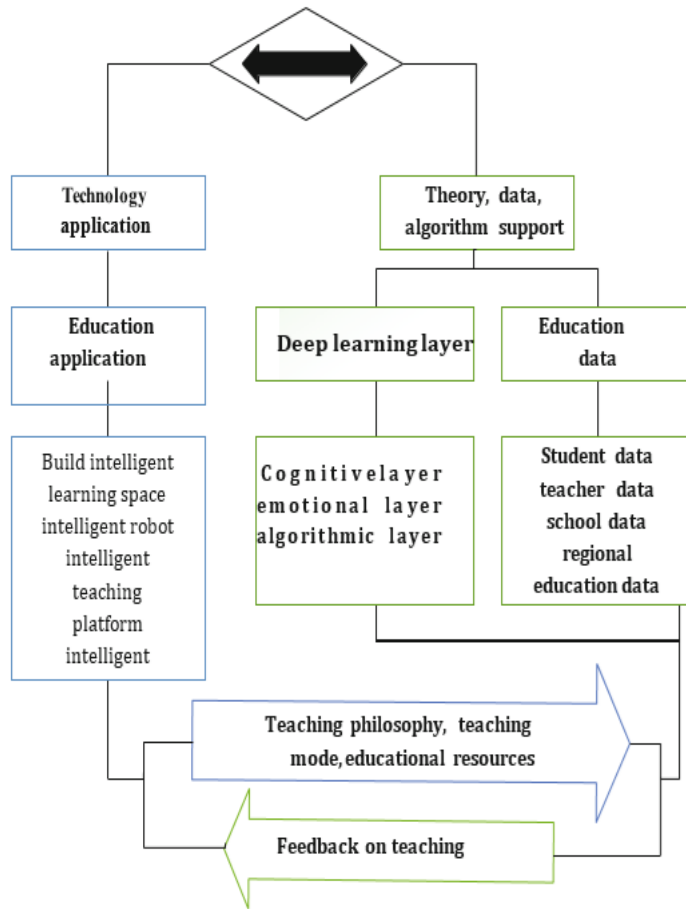 Technology
application
Theory, data,
algorithm support
Education
application
Deep learning layer
Education
data
Build intelligent
learning space
intelligent robot
intelligent
teaching
platform
intelligent
Cognitivelayer
emotional layer
algorithmic layer
Student data
teacher data
school data
regional
education data
Teaching philosophy, teaching
mode,educational resources
Feedback on teaching